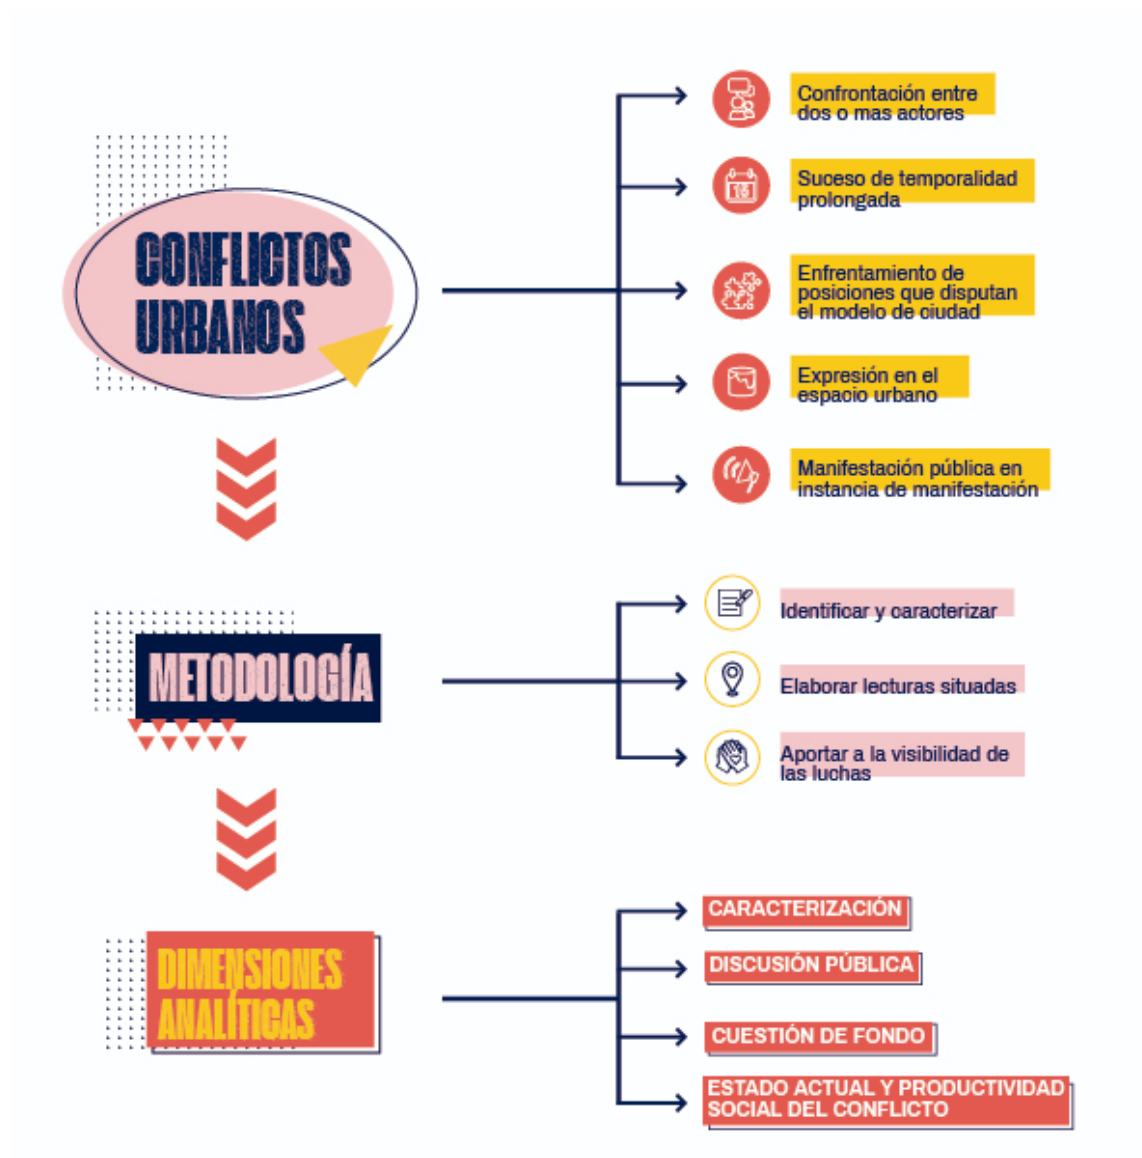 CONFLICTOS
URBANOS
Confrontación entre
dos o mas actores
Suceso de temporalidad
prolongada
15
Enfrentamiento de
posiciones que disputan
el modelo de ciudad
Expresión en el
espacio urbano
Manifestación pública en
instancia de manifestación
METODOLOGÍA
Identificar y caracterizar
Elaborar lecturas situadas
Aportar a la visibilidad de
las luchas
DIMENSIONES
ANALÍTICAS
CARACTERIZACIÓN
DISCUSIÓN PÚBLICA
CUESTIÓN DE FONDO
ESTADO ACTUAL Y PRODUCTIVIDAD
SOCIAL DEL CONFLICTO